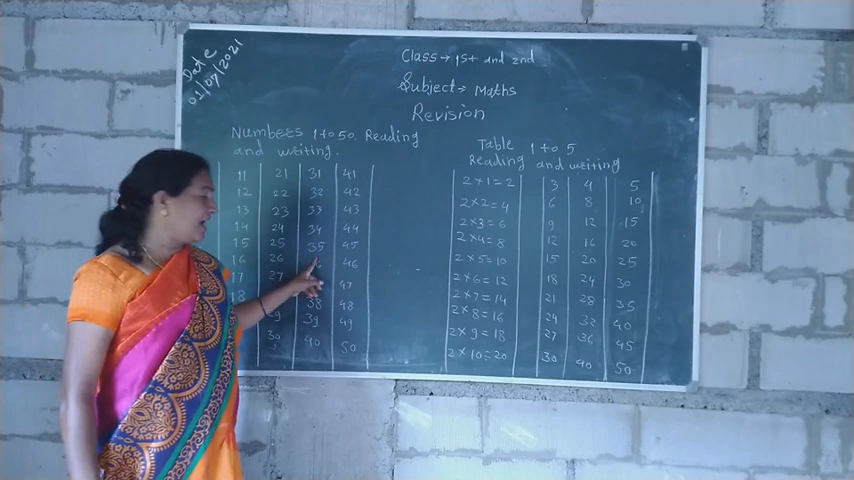 Date
01/07/2021
Class→ 1st and 2nd
Subject→ Maths
Revision
Numbers 1 to 50. Reading
and writing.
11 21 31 41
12 22 32 42
13 23 33 43
14 24 34 44
15 25 35 45
16 26 46
17 27 47
18 38 48
39 49
30 40 50
Table 1 to 5
Reading and writing
2×1=2 3 4 5
2×2=4 6 8 10
2×3=6 9 12 15
2×4=8 12 16 20
2×5=10 15 20 25
2×6=12 18 24 30
2×7=14 21 28 35
2×8=16 24 32 40
2×9=18 27 36 45
2×10=20 30 40 50